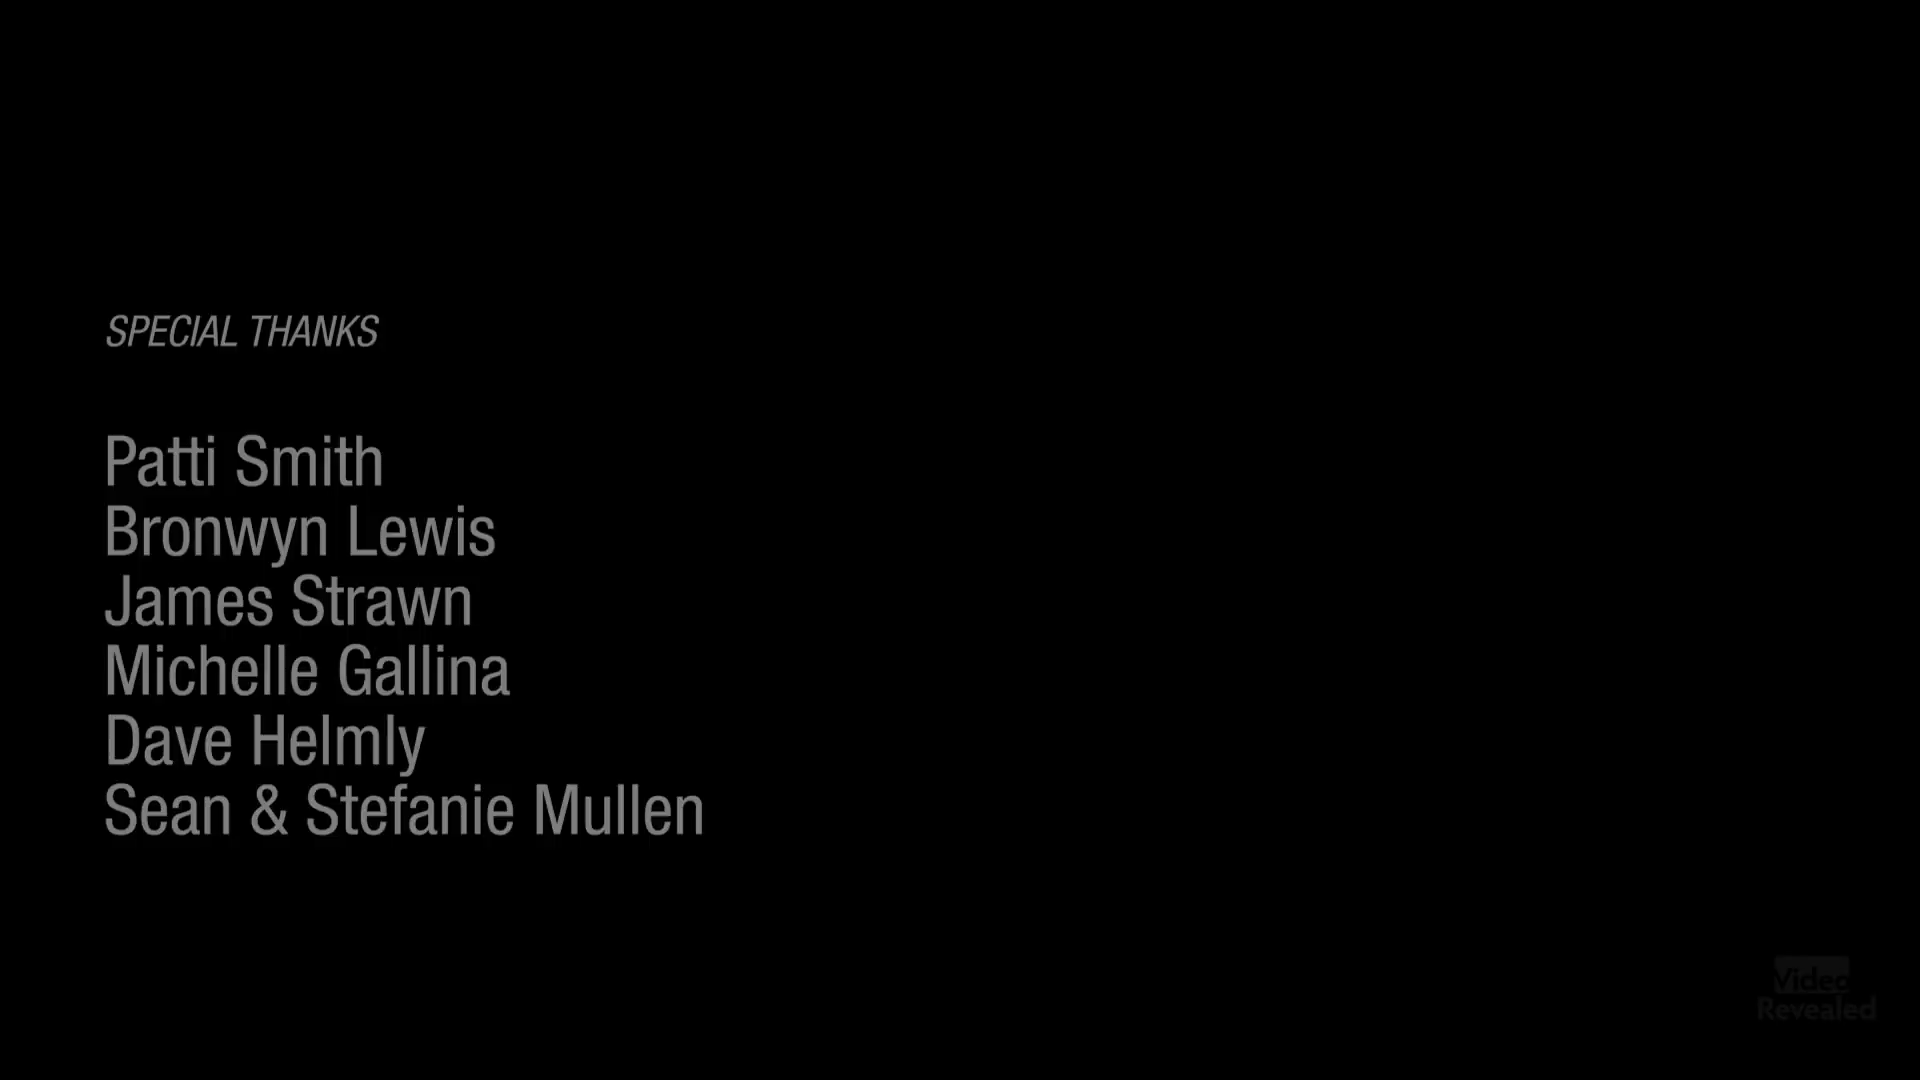 SPECIAL THANKS
Patti Smith
Bronwyn Lewis
James Strawn
Michelle Gallina
Dave Helmly
Sean & Stefanie Mullen
Video
Revealed